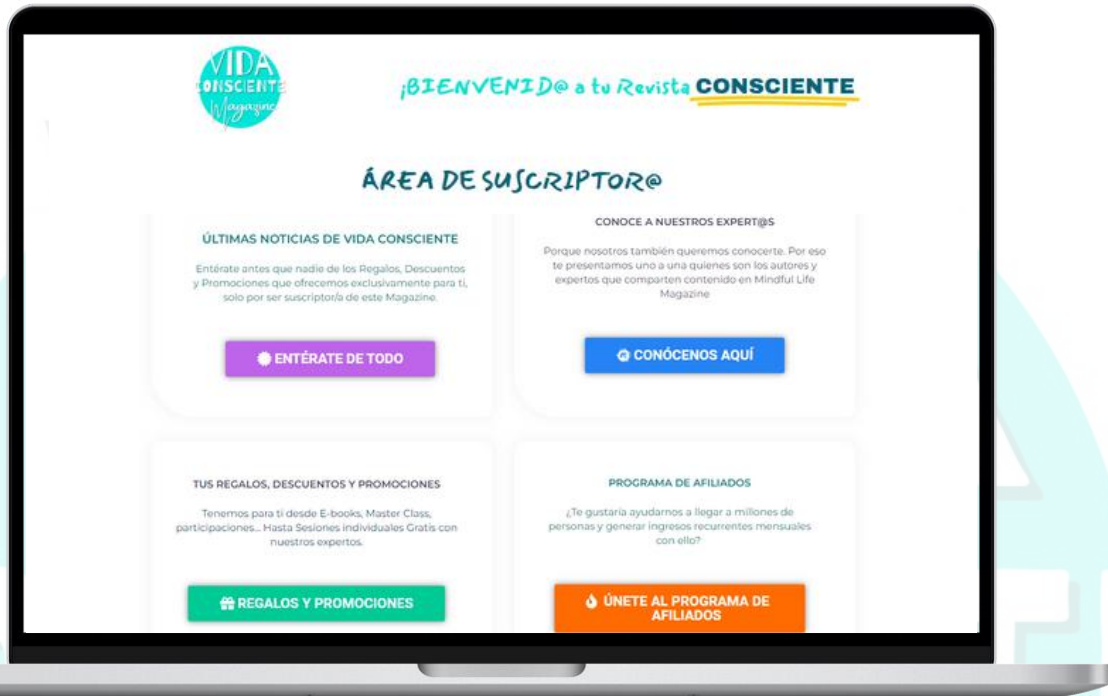 VIDA
CONSCIENTE
Magazine
¡BIENVENID@ a tu Revista CONSCIENTE
ÁREA DE SUSCRIPTOR@
ÚLTIMAS NOTICIAS DE VIDA CONSCIENTE
Entérate antes que nadie de los Regalos, Descuentos
y Promociones que ofrecemos exclusivamente para ti,
solo por ser suscriptor/a de este Magazine.
ENTÉRATE DE TODO
CONOCE A NUESTROS EXPERT@S
Porque nosotros también queremos conocerte. Por eso
te presentamos uno a una quienes son los autores y
expertos que comparten contenido en Mindful Life
Magazine
CONÓCENOS AQUÍ
TUS REGALOS, DESCUENTOS Y PROMOCIONES
Tenemos para ti desde E-books, Master Class,
participaciones... Hasta Sesiones individuales Gratis con
nuestros expertos.
REGALOS Y PROMOCIONES
PROGRAMA DE AFILIADOS
¿Te gustaría ayudarnos a llegar a millones de
personas y generar ingresos recurrentes mensuales
con ello?
ÚNETE AL PROGRAMA DE
AFILIADOS